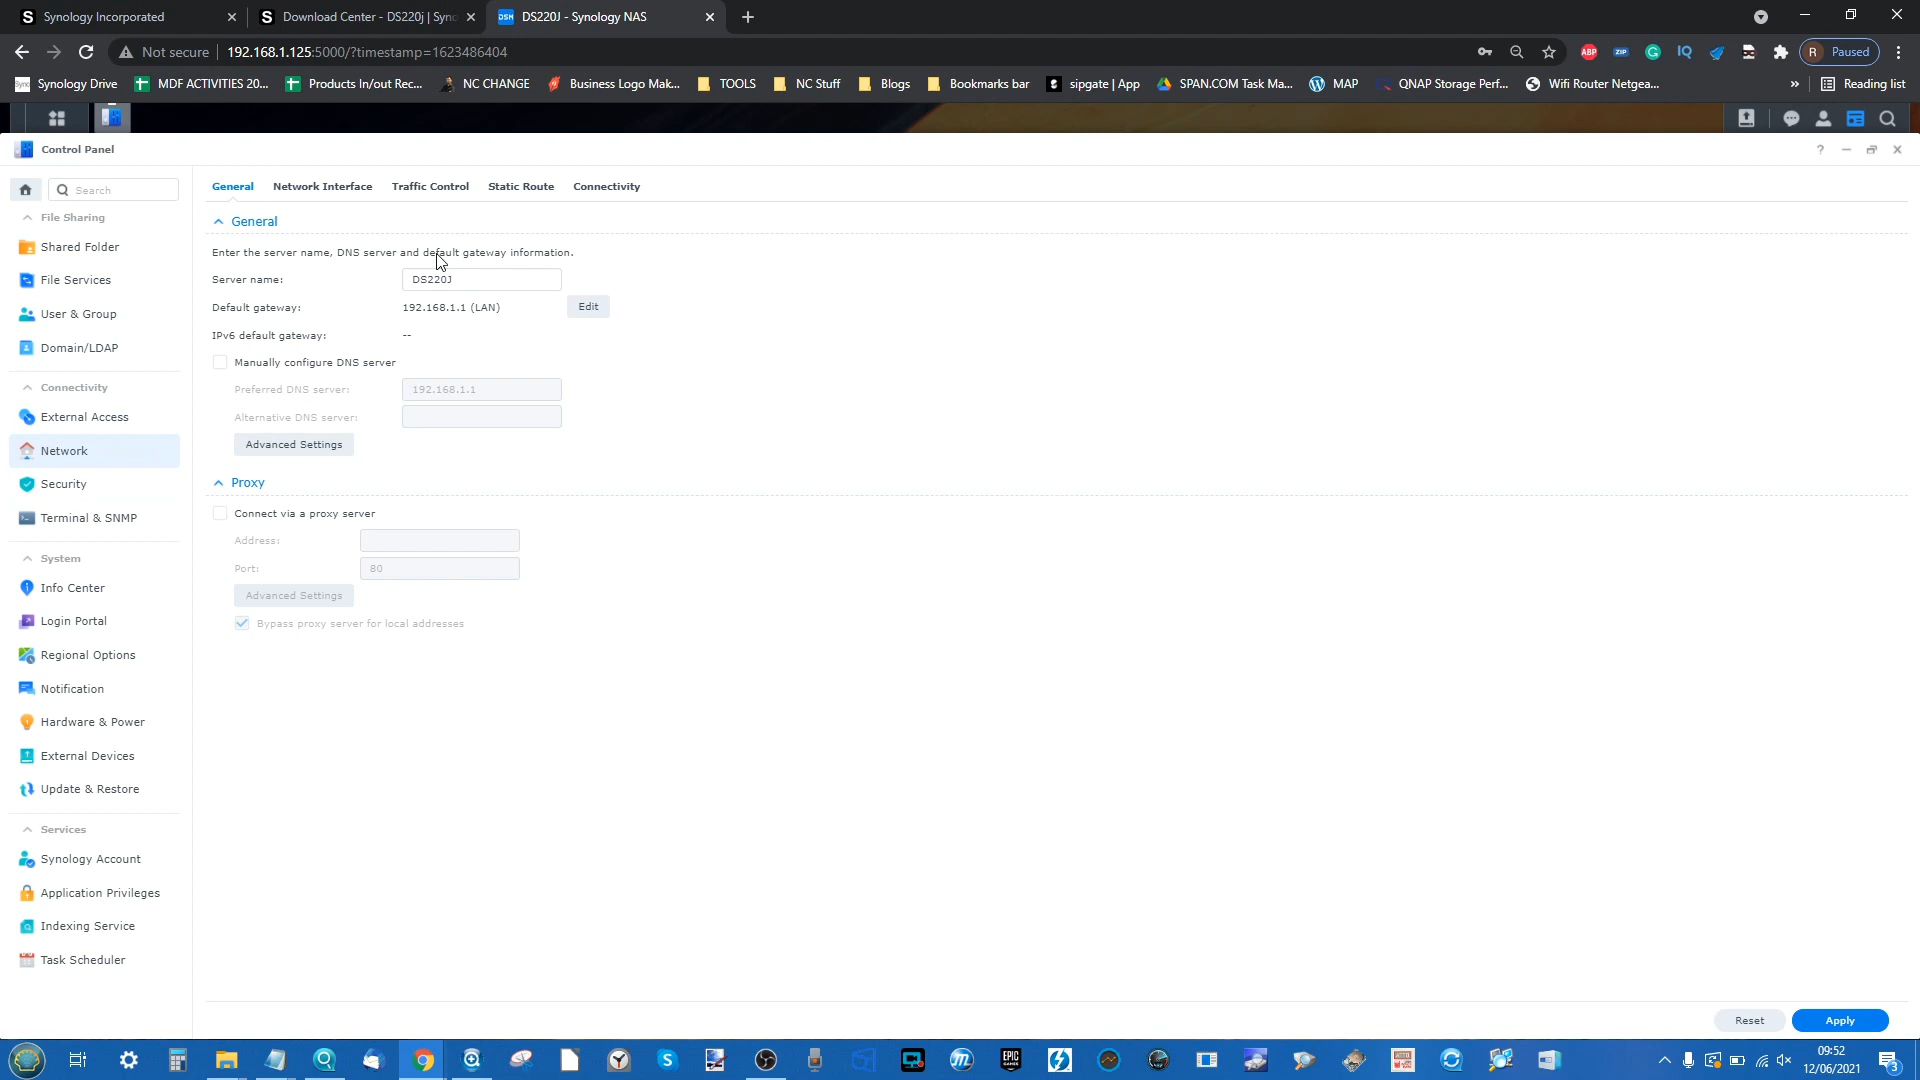 Synology Incorporated
Download Center - DS220j | Syno
DS220J - Synology NAS
Not secure
192.168.1.125:5000/?timestamp=1623486404
R Paused
Synology Drive
MDF ACTIVITIES 20...
Products In/out Rec...
NC CHANGE
Business Logo Mak...
TOOLS
NC Stuff
Blogs
Bookmarks bar
sipgate | App
SPAN.COM Task Ma...
MAP
QNAP Storage Perf...
Wifi Router Netgea...
»
Reading list
Control Panel
Search
File Sharing
Shared Folder
File Services
User & Group
Domain/LDAP
Connectivity
External Access
Network
Security
Terminal & SNMP
System
Info Center
Login Portal
Regional Options
Notification
Hardware & Power
External Devices
Update & Restore
Services
Synology Account
Application Privileges
Indexing Service
Task Scheduler
General
Network Interface
Traffic Control
Static Route
Connectivity
General
Enter the server name, DNS server and default gateway information.
Server name:
DS220J
Default gateway:
192.168.1.1 (LAN)
Edit
IPv6 default gateway:
--
Manually configure DNS server
Preferred DNS server:
192.168.1.1
Alternative DNS server:
Advanced Settings
Proxy
Connect via a proxy server
Address:
Port:
80
Advanced Settings
Bypass proxy server for local addresses
Reset
Apply
09:52
12/06/2021
3